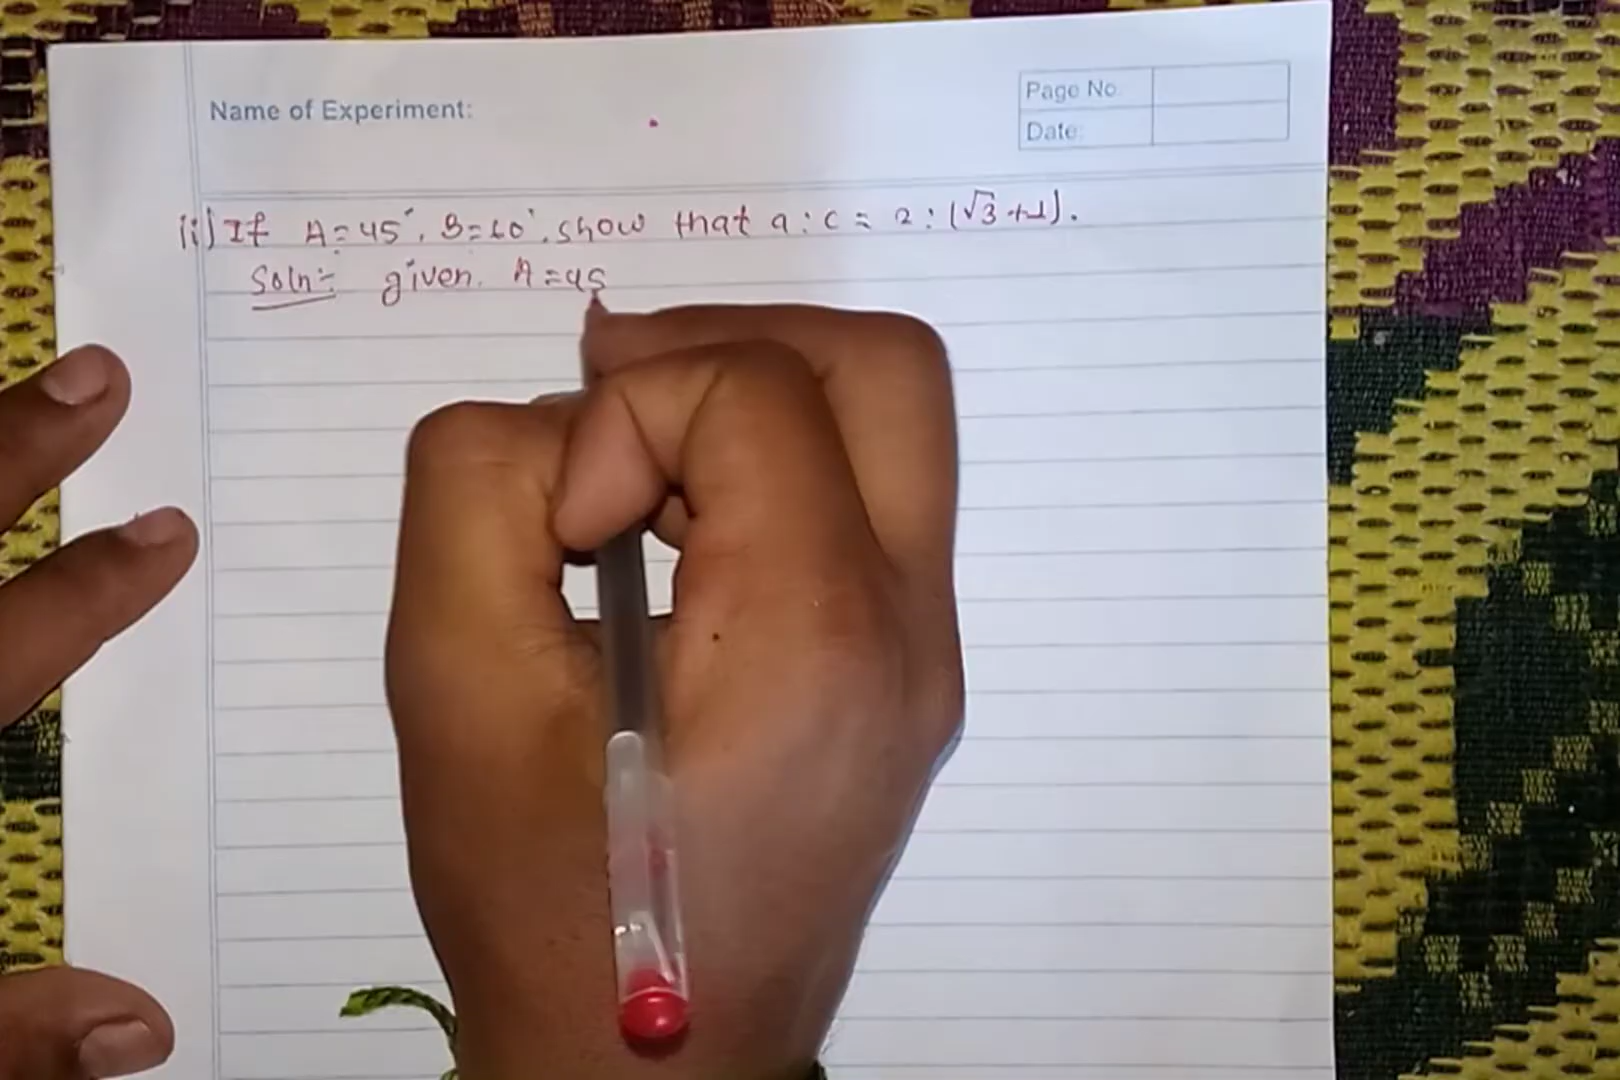 Name of Experiment:
Page No.
Date:
ii) If A = 45°, B = 60°, show that a : c = 2 : (√3 + 1).
Soln:- given, A = 45